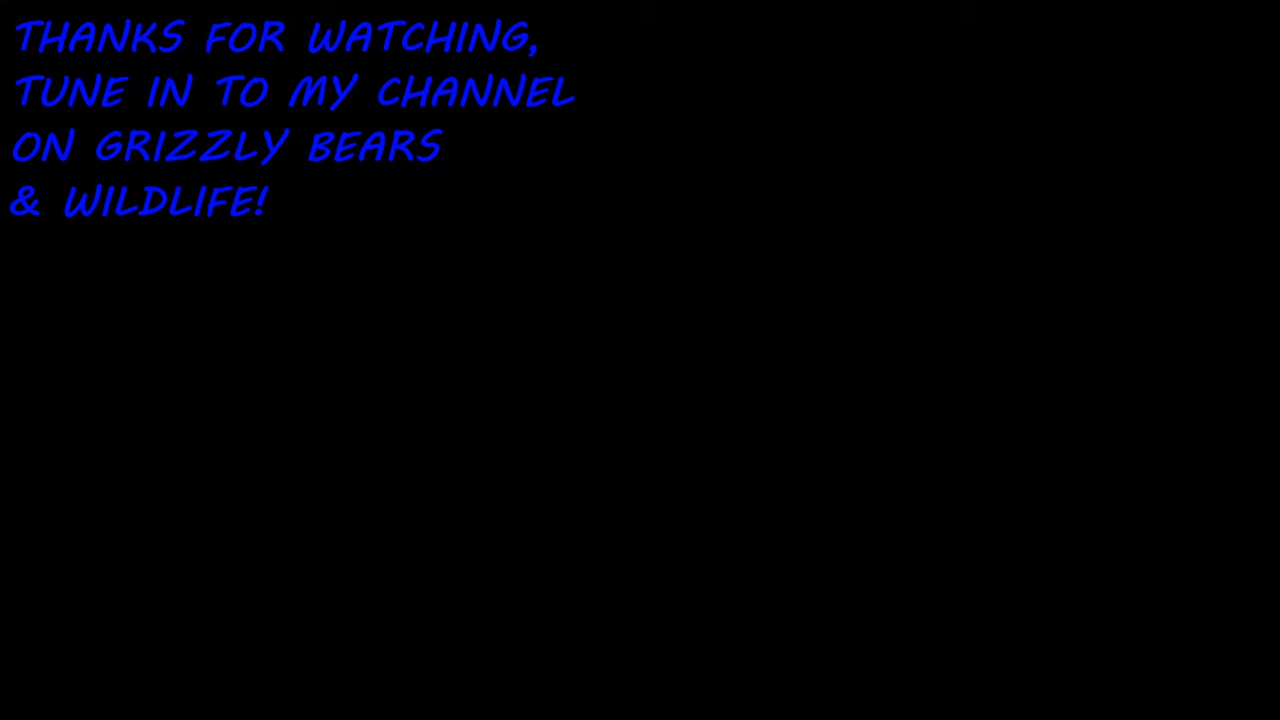 THANKS FOR WATCHING,
TUNE IN TO MY CHANNEL
ON GRIZZLY BEARS
& WILDLIFE!